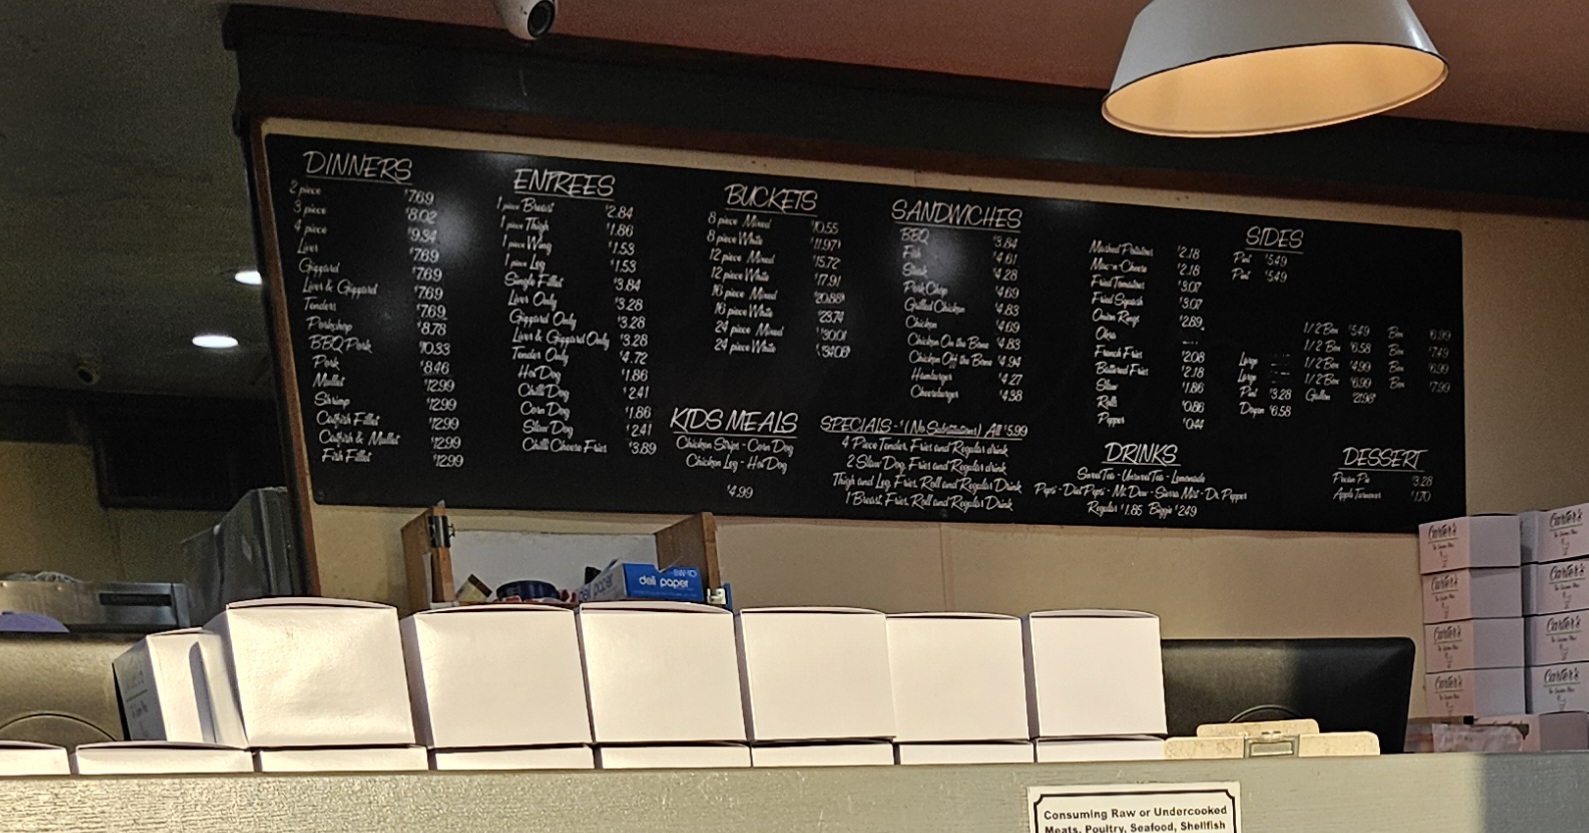 DINNERS
2 piece $7.69
3 piece $8.02
4 piece $9.34
Liver $7.69
Gizzard $7.69
Liver & Gizzard $7.69
Tenders $7.69
Porkchop $8.78
BBQ Pork $10.33
Pork $8.46
Mullet $12.99
Shrimp $12.99
Catfish Fillet $12.99
Catfish & Mullet $12.99
Fish Fillet $12.99
ENTREES
1 piece Breast $2.84
1 piece Thigh $1.86
1 piece Wing $1.53
1 piece Leg $1.53
Single Fillet $3.84
Liver Only $3.28
Gizzard Only $3.28
Liver & Gizzard Only $3.28
Tender Only $4.72
Hot Dog $1.86
Chili Dog $2.41
Corn Dog $1.86
Slaw Dog $2.41
Chili Cheese Fries $3.89
BUCKETS
8 piece Mixed $10.55
8 piece White $11.97
12 piece Mixed $15.72
12 piece White $17.91
16 piece Mixed $20.88
16 piece White $23.74
24 piece Mixed $30.01
24 piece White $34.08
KIDS MEALS
Chicken Strips - Corn Dog
Chicken Leg - Hot Dog
$4.99
SANDWICHES
BBQ $3.84
Fish $4.61
Steak $4.28
Pork Chop $4.69
Grilled Chicken $4.83
Chicken $4.69
Chicken On the Bone $4.83
Chicken Off the Bone $4.94
Hamburger $4.27
Cheeseburger $4.38
SPECIALS - (No Substitutions) All $5.99
4 Piece Tender, Fries and Regular drink
2 Slaw Dog, Fries and Regular drink
Thigh and Leg, Fries, Roll and Regular Drink
1 Breast, Fries, Roll and Regular Drink
SIDES
Mashed Potatoes $2.18 Pint $5.49
Mac-n-Cheese $2.18 Pint $5.49
Fried Tomatoes $3.07
Fried Squash $3.07
Onion Rings $2.89
Okra
1/2 Box $5.49 Box $6.99
French Fries $2.08 Large 1/2 Box $6.58 Box $7.49
Battered Fries $2.18 Large 1/2 Box $4.99 Box $6.99
Slaw $1.86 Pint $3.28 1/2 Box $6.99 Box $7.99
Rolls $0.86 Dozen $6.58 Gallon $21.98
Pepper $0.44
DRINKS
Sweet Tea - Unsweet Tea - Lemonade
Pepsi - Diet Pepsi - Mt. Dew - Sierra Mist - Dr. Pepper
Regular $1.85 Biggie $2.49
DESSERT
Pecan Pie $3.28
Apple Turnover $1.70
deli paper
deli paper
Carter's
Carter's
Carter's
Carter's
Carter's
Carter's
Carter's
Carter's
Consuming Raw or Undercooked
Meats, Poultry, Seafood, Shellfish